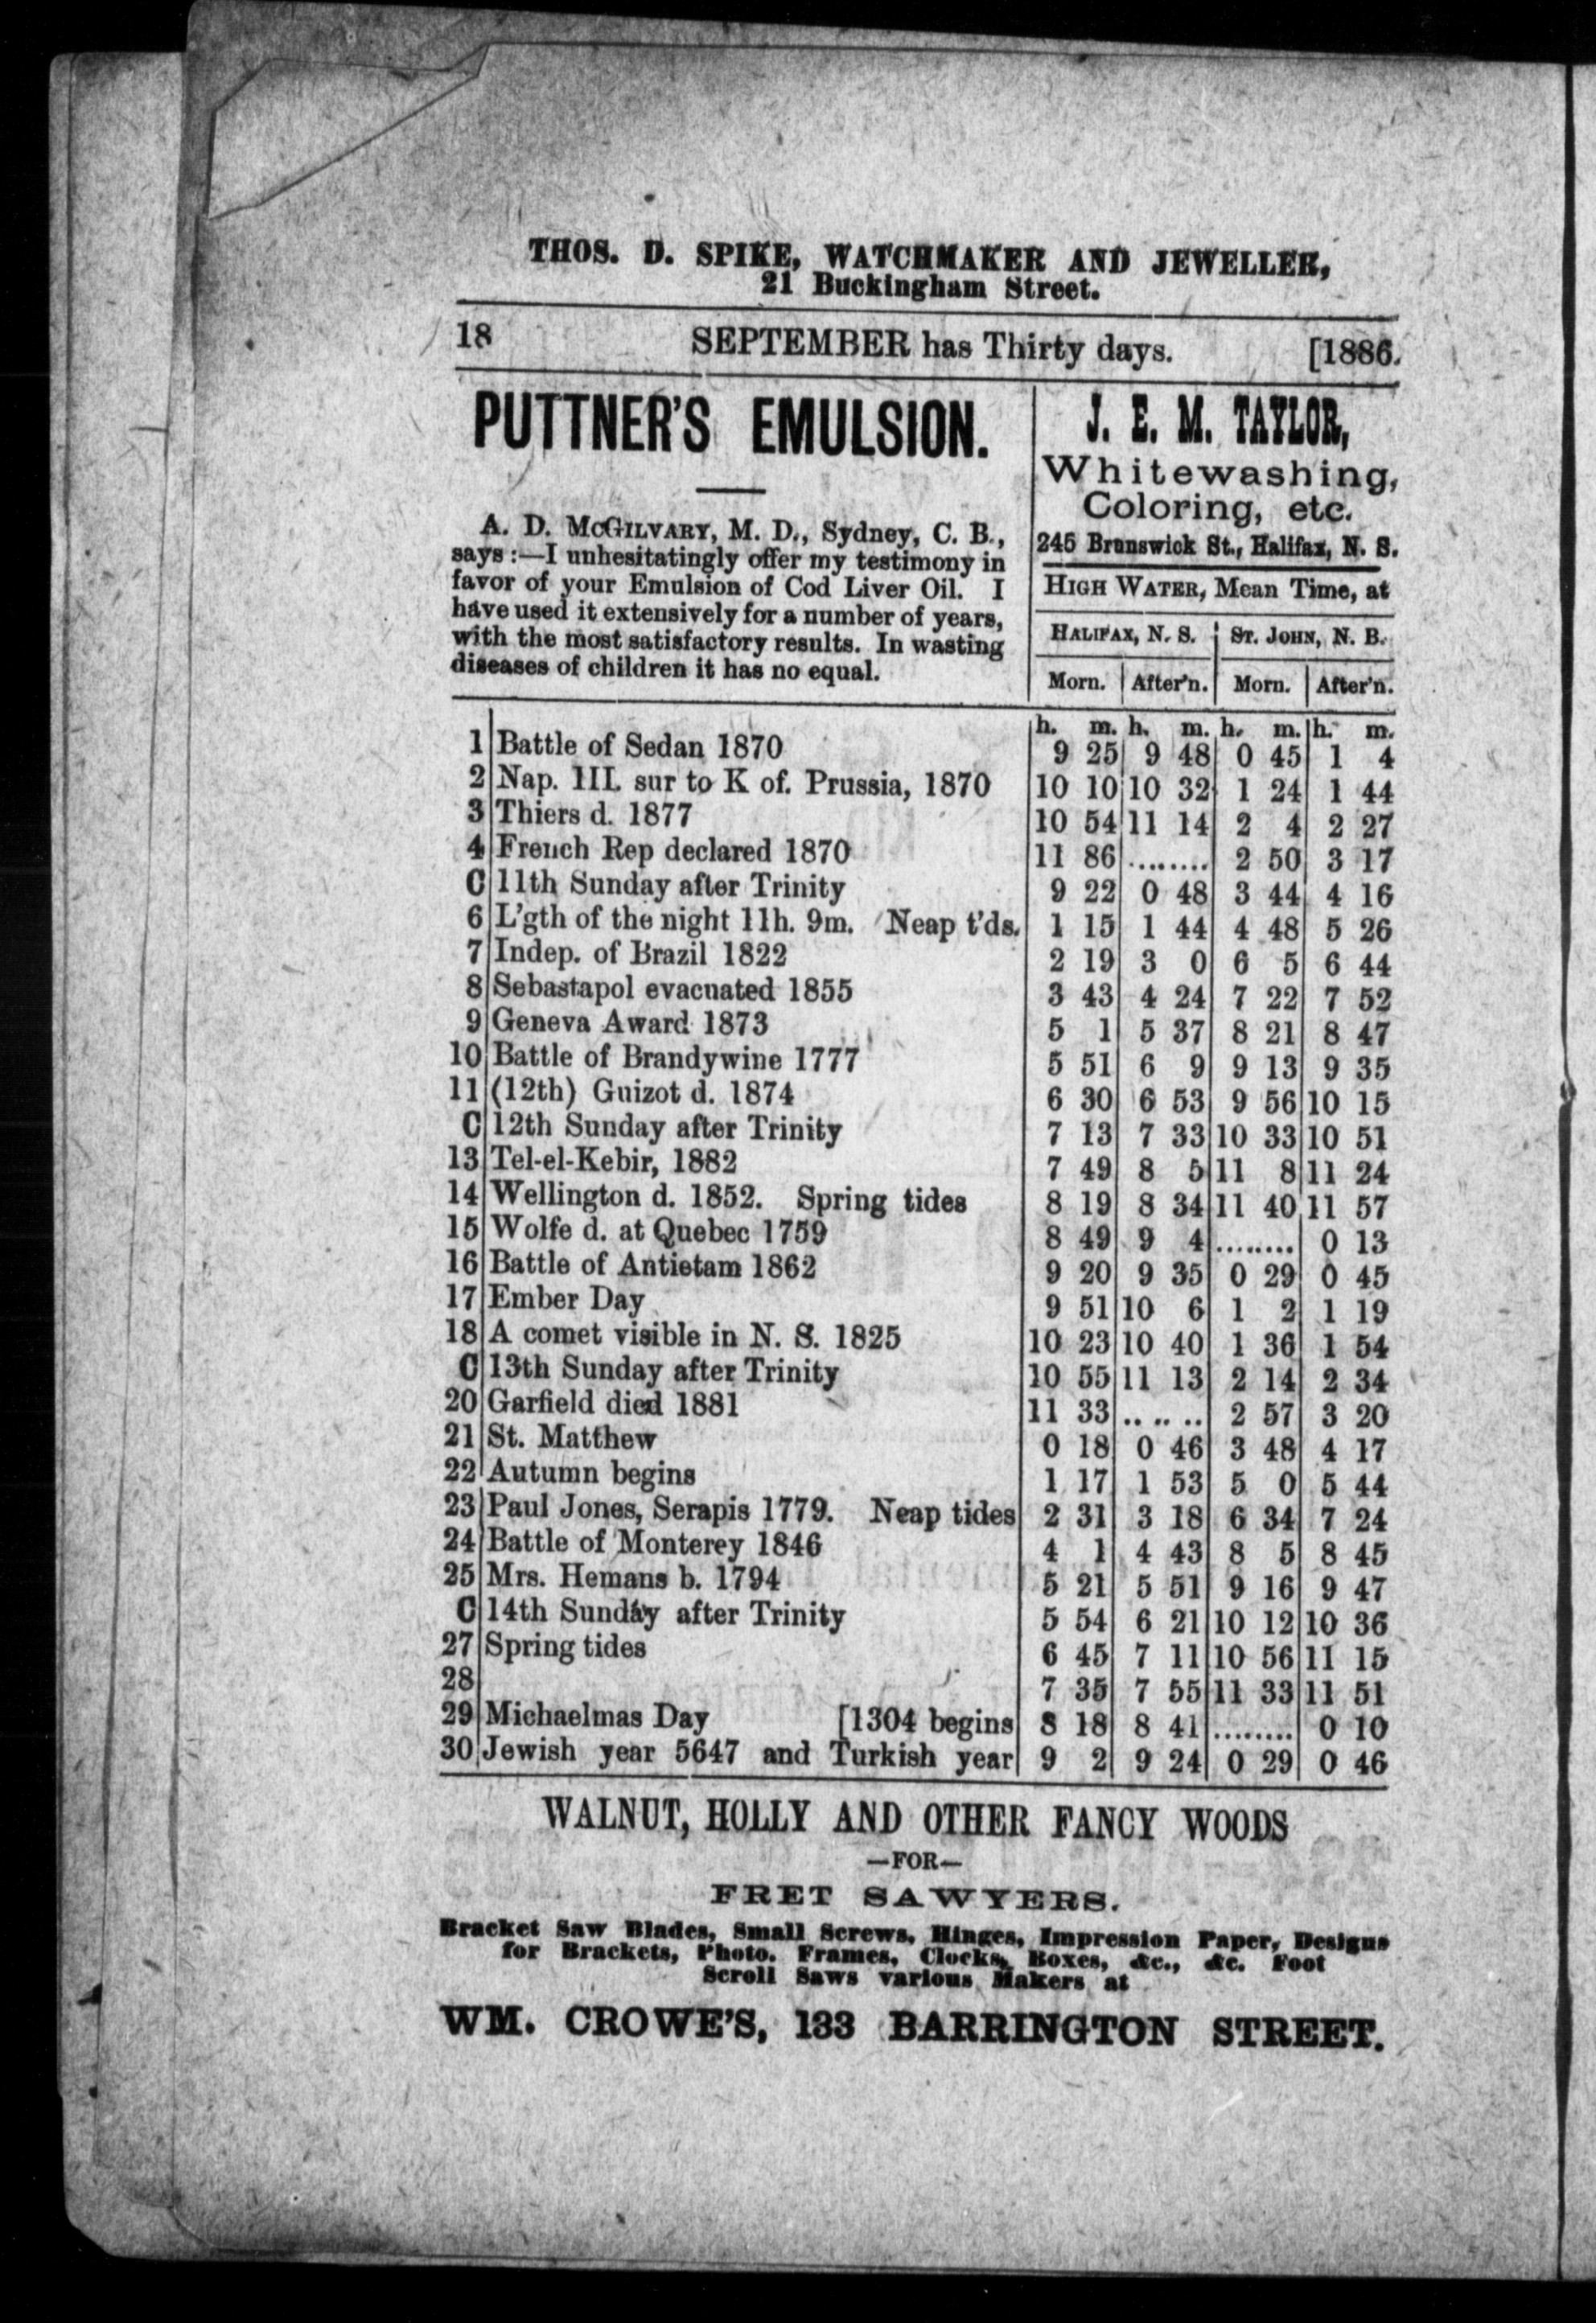 THOS. D. SPIKE, WATCHMAKER AND JEWELLER,
21 Buckingham Street.
18 SEPTEMBER has Thirty days. [1886.
PUTTNER'S EMULSION.
A. D. McGILVARY, M. D., Sydney, C. B.,
says :—I unhesitatingly offer my testimony in
favor of your Emulsion of Cod Liver Oil. I
have used it extensively for a number of years,
with the most satisfactory results. In wasting
diseases of children it has no equal.
J. E. M. TAYLOR,
Whitewashing,
Coloring, etc.
245 Brunswick St., Halifax, N. S.
HIGH WATER, Mean Time, at
HALIFAX, N. S. ST. JOHN, N. B.
Morn. After'n. Morn. After'n.
h. m. h. m. h. m. h. m.
1 Battle of Sedan 1870 9 25 9 48 0 45 1 4
2 Nap. III. sur to K of. Prussia, 1870 10 10 10 32 1 24 1 44
3 Thiers d. 1877 10 54 11 14 2 4 2 27
4 French Rep declared 1870 11 86 ........ 2 50 3 17
C 11th Sunday after Trinity 9 22 0 48 3 44 4 16
6 L'gth of the night 11h. 9m. Neap t'ds. 1 15 1 44 4 48 5 26
7 Indep. of Brazil 1822 2 19 3 0 6 5 6 44
8 Sebastapol evacuated 1855 3 43 4 24 7 22 7 52
9 Geneva Award 1873 5 1 5 37 8 21 8 47
10 Battle of Brandywine 1777 5 51 6 9 9 13 9 35
11 (12th) Guizot d. 1874 6 30 6 53 9 56 10 15
C 12th Sunday after Trinity 7 13 7 33 10 33 10 51
13 Tel-el-Kebir, 1882 7 49 8 5 11 8 11 24
14 Wellington d. 1852. Spring tides 8 19 8 34 11 40 11 57
15 Wolfe d. at Quebec 1759 8 49 9 4 ........ 0 13
16 Battle of Antietam 1862 9 20 9 35 0 29 0 45
17 Ember Day 9 51 10 6 1 2 1 19
18 A comet visible in N. S. 1825 10 23 10 40 1 36 1 54
C 13th Sunday after Trinity 10 55 11 13 2 14 2 34
20 Garfield died 1881 11 33 .. .. .. 2 57 3 20
21 St. Matthew 0 18 0 46 3 48 4 17
22 Autumn begins 1 17 1 53 5 0 5 44
23 Paul Jones, Serapis 1779. Neap tides 2 31 3 18 6 34 7 24
24 Battle of Monterey 1846 4 1 4 43 8 5 8 45
25 Mrs. Hemans b. 1794 5 21 5 51 9 16 9 47
C 14th Sunday after Trinity 5 54 6 21 10 12 10 36
27 Spring tides 6 45 7 11 10 56 11 15
28 7 35 7 55 11 33 11 51
29 Michaelmas Day [1304 begins 8 18 8 41 ........ 0 10
30 Jewish year 5647 and Turkish year 9 2 9 24 0 29 0 46
WALNUT, HOLLY AND OTHER FANCY WOODS
—FOR—
FRET SAWYERS.
Bracket Saw Blades, Small Screws, Hinges, Impression Paper, Designs
for Brackets, Photo. Frames, Clocks, Boxes, &c., &c. Foot
Scroll Saws various Makers at
WM. CROWE'S, 133 BARRINGTON STREET.